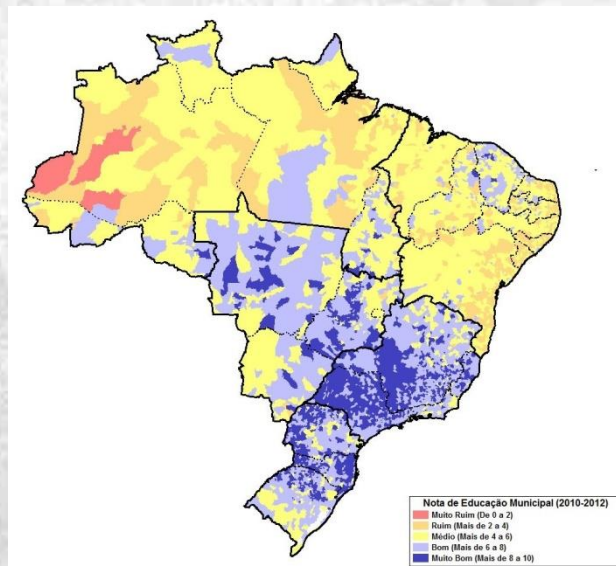 Nota de Educação Municipal (2010-2012)
Muito Ruim (De 0 a 2)
Ruim (Mais de 2 a 4)
Médio (Mais de 4 a 6)
Bom (Mais de 6 a 8)
Muito Bom (Mais de 8 a 10)